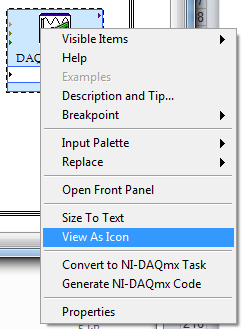 DAQ
Visible Items
Help
Examples
Description and Tip...
Breakpoint
Input Palette
Replace
Open Front Panel
Size To Text
View As Icon
Convert to NI-DAQmx Task
Generate NI-DAQmx Code
Properties